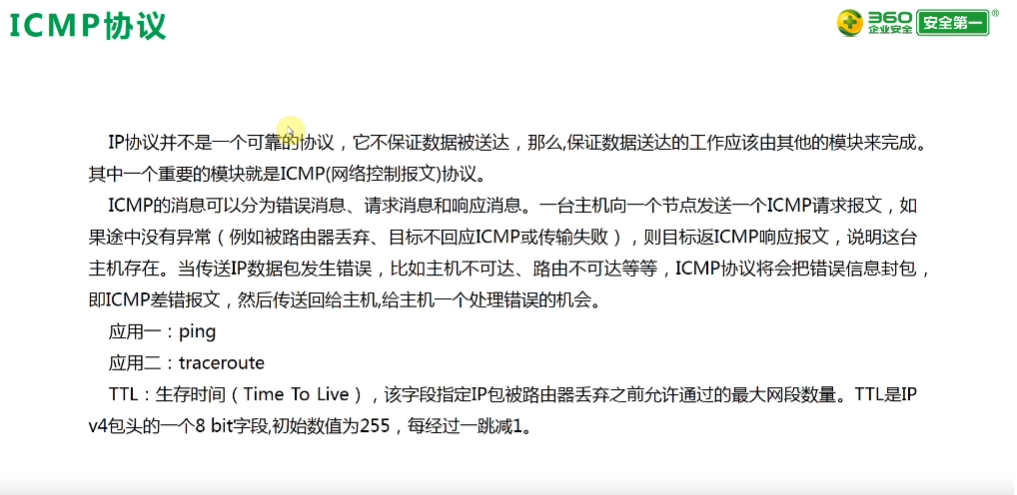 ICMP协议
360
企业安全
安全第一
®
IP协议并不是一个可靠的协议，它不保证数据被送达，那么,保证数据送达的工作应该由其他的模块来完成。
其中一个重要的模块就是ICMP(网络控制报文)协议。
ICMP的消息可以分为错误消息、请求消息和响应消息。一台主机向一个节点发送一个ICMP请求报文，如
果途中没有异常（例如被路由器丢弃、目标不回应ICMP或传输失败），则目标返ICMP响应报文，说明这台
主机存在。当传送IP数据包发生错误，比如主机不可达、路由不可达等等，ICMP协议将会把错误信息封包，
即ICMP差错报文，然后传送回给主机,给主机一个处理错误的机会。
应用一：ping
应用二：traceroute
TTL：生存时间（Time To Live），该字段指定IP包被路由器丢弃之前允许通过的最大网段数量。TTL是IP
v4包头的一个8 bit字段,初始数值为255，每经过一跳减1。